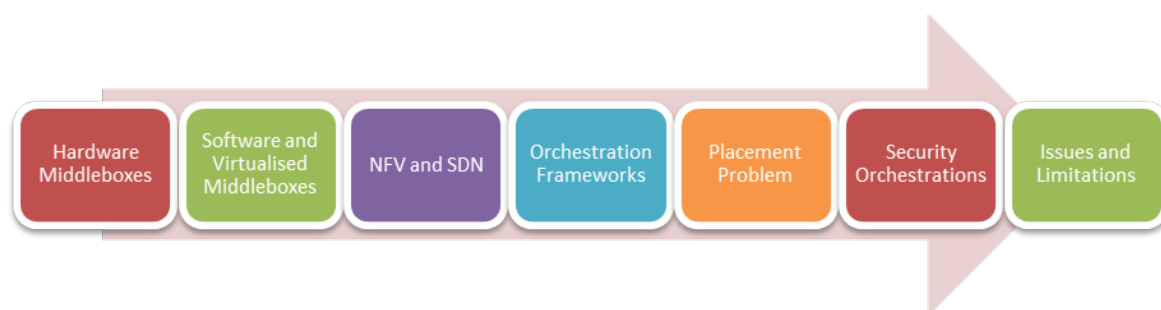 Hardware
Middleboxes
Software and
Virtualised
Middleboxes
NFV and SDN
Orchestration
Frameworks
Placement
Problem
Security
Orchestrations
Issues and
Limitations